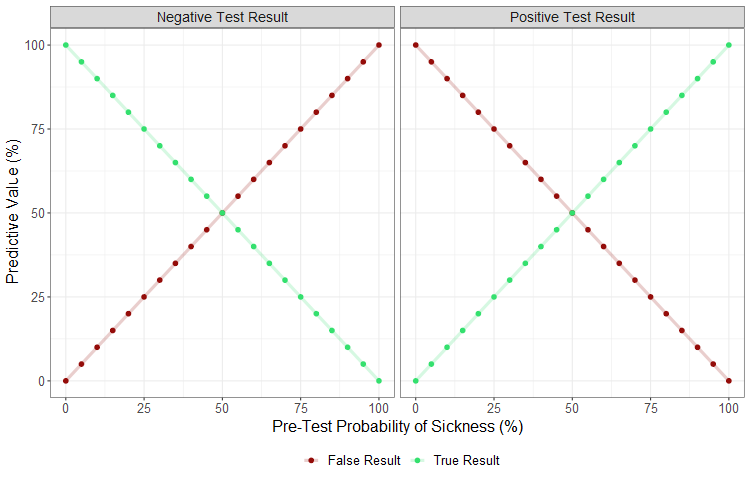 Negative Test Result
Positive Test Result
Predictive Value (%)
100
75
50
25
0
0 25 50 75 100
0 25 50 75 100
Pre-Test Probability of Sickness (%)
False Result
True Result